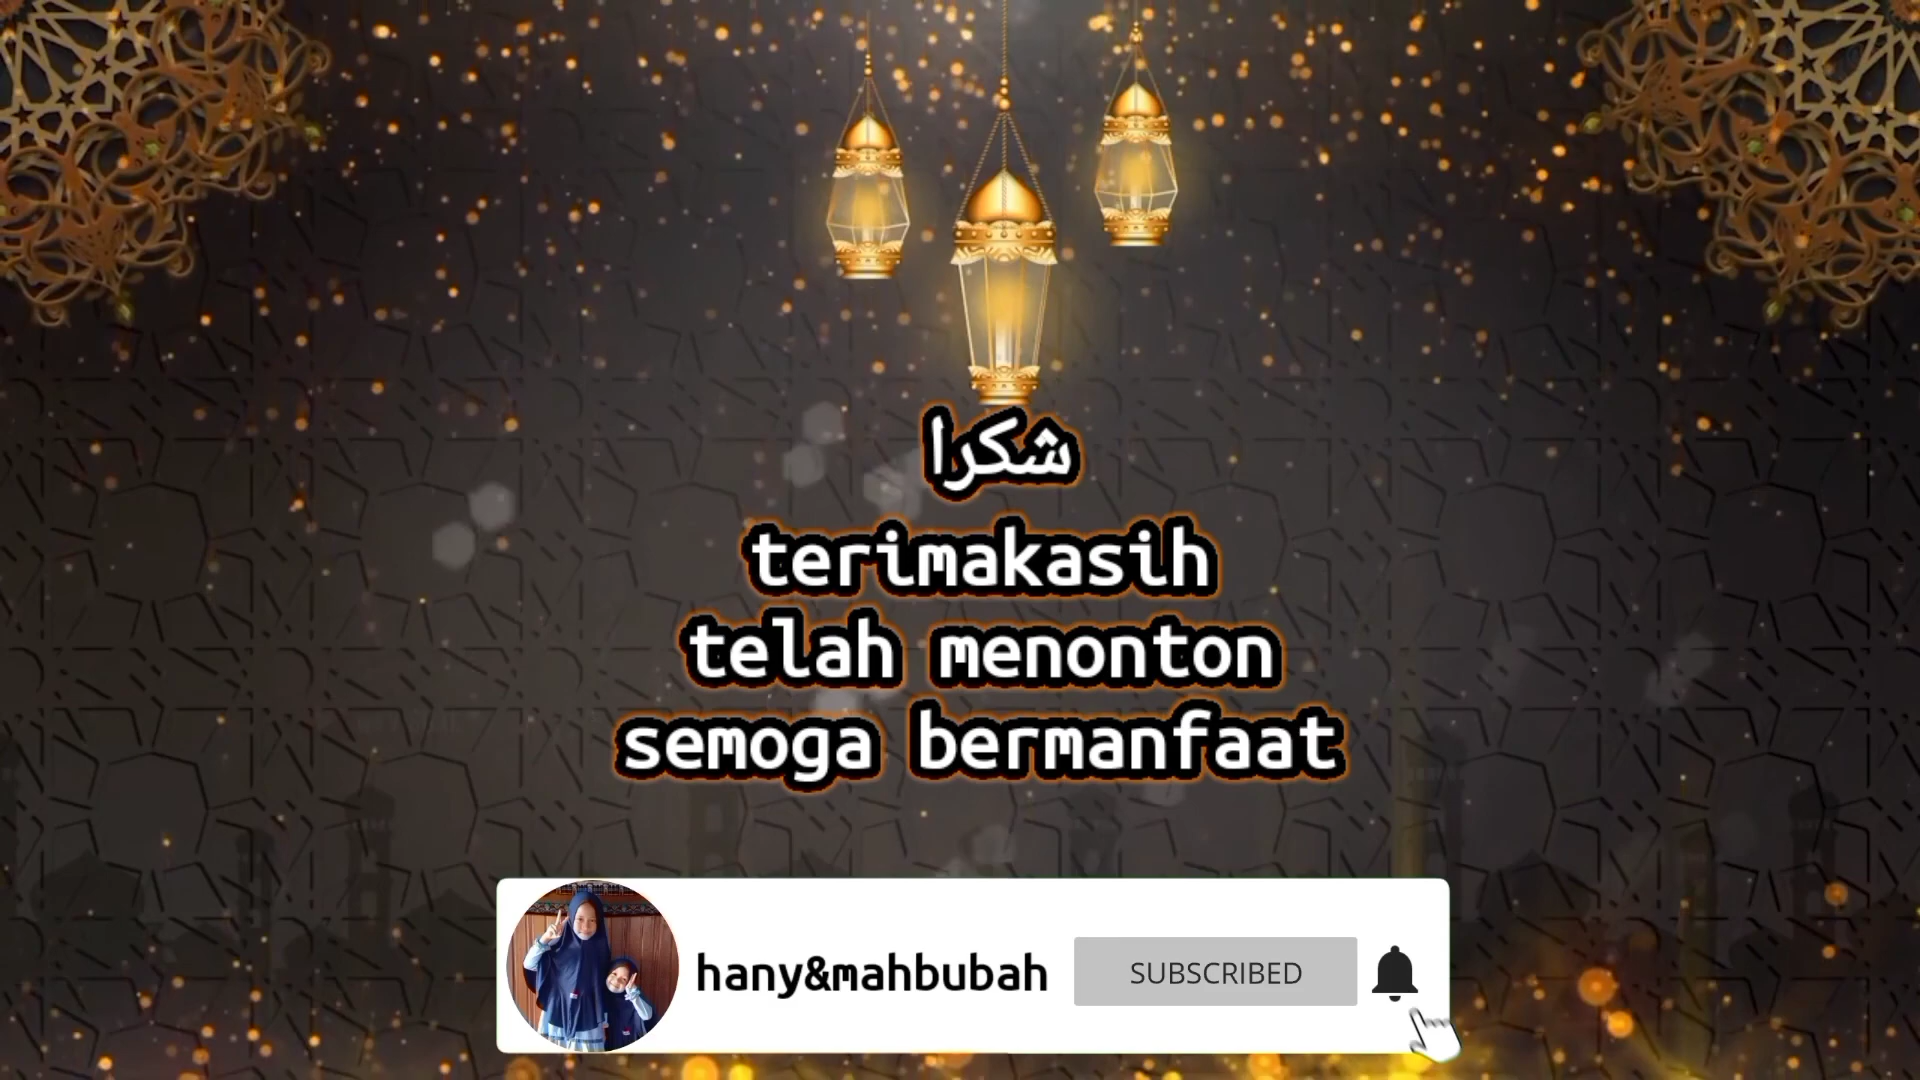 شكرا
terimakasih
telah menonton
semoga bermanfaat
hany&mahbubah
SUBSCRIBED